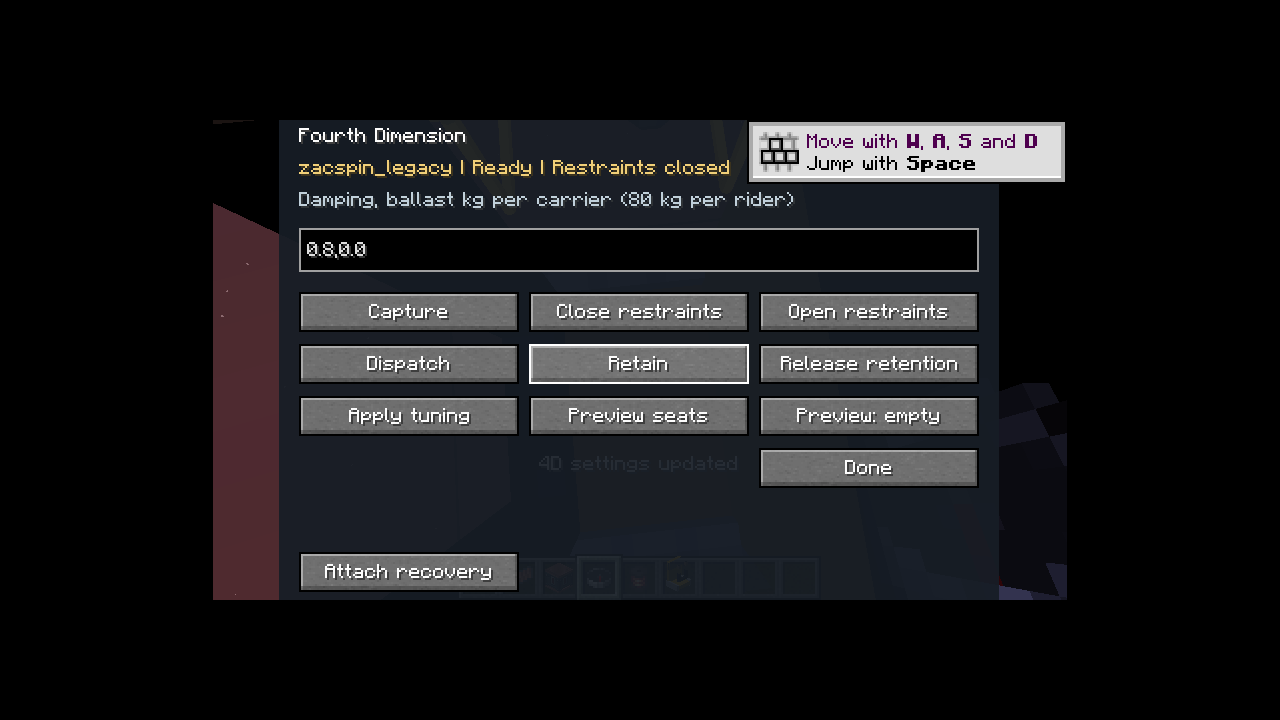 Fourth Dimension
Move with W, A, S and D
Jump with Space
zacspin_legacy | Ready | Restraints closed
Damping, ballast kg per carrier (80 kg per rider)
0.8,0.0
Capture
Close restraints
Open restraints
Dispatch
Retain
Release retention
Apply tuning
Preview seats
Preview: empty
4D settings updated
Done
Attach recovery